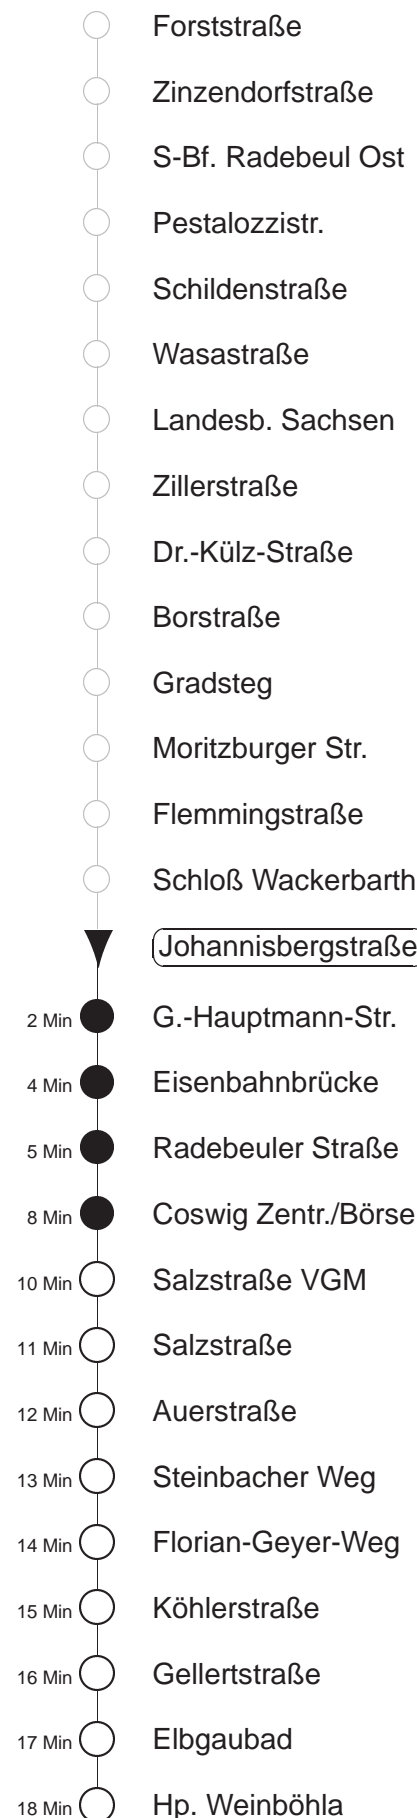 Forststraße
Zinzendorfstraße
S-Bf. Radebeul Ost
Pestalozzistr.
Schildenstraße
Wasastraße
Landesb. Sachsen
Zillerstraße
Dr.-Külz-Straße
Borstraße
Gradsteg
Moritzburger Str.
Flemmingstraße
Schloß Wackerbarth
Johannisbergstraße
2 Min G.-Hauptmann-Str.
4 Min Eisenbahnbrücke
5 Min Radebeuler Straße
8 Min Coswig Zentr./Börse
10 Min Salzstraße VGM
11 Min Salzstraße
12 Min Auerstraße
13 Min Steinbacher Weg
14 Min Florian-Geyer-Weg
15 Min Köhlerstraße
16 Min Gellertstraße
17 Min Elbgaubad
18 Min Hp. Weinböhla